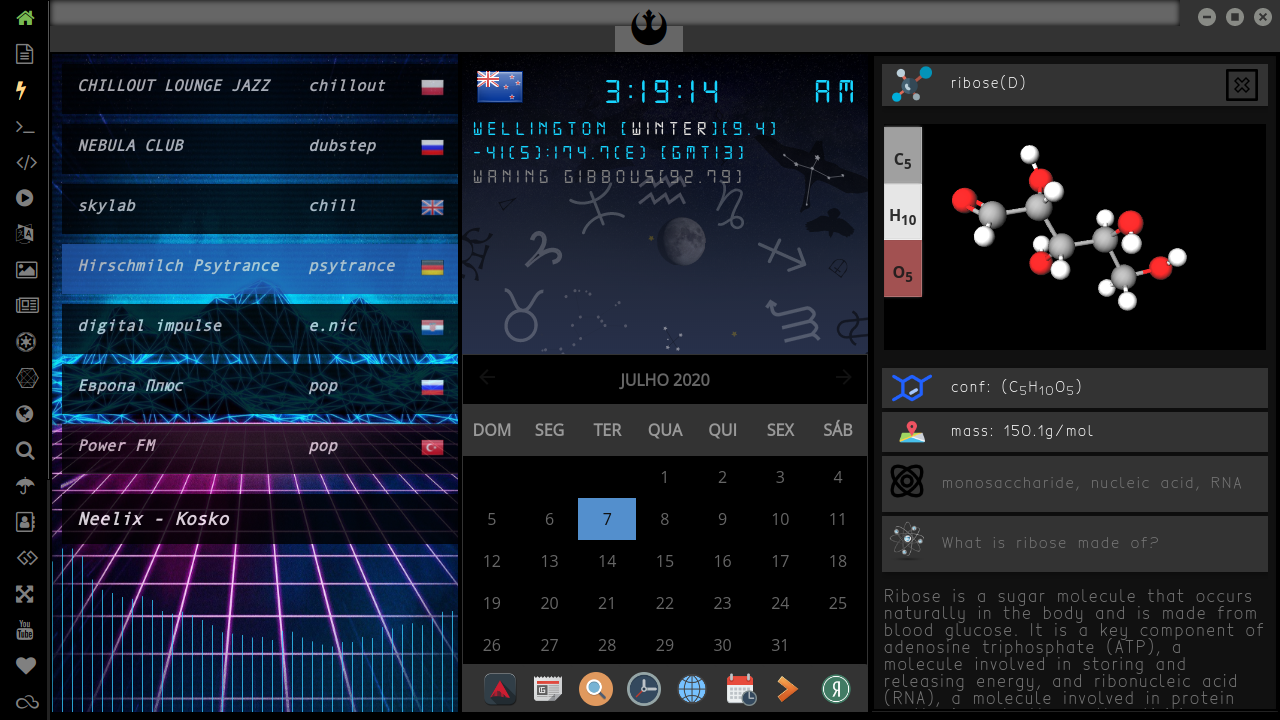 CHILLOUT LOUNGE JAZZ chillout
NEBULA CLUB dubstep
skylab chill
Hirschmilch Psytrance psytrance
digital impulse e.nic
Европа Плюс pop
Power FM pop
Neelix - Kosko
You
Tube
3:19:14 AM
WELLINGTON [WINTER][9.4]
-41(S):174.7(E) [GMT13]
WANING GIBBOUS[92.79]
JULHO 2020
DOM SEG TER QUA QUI SEX SÁB
1 2 3 4
5 6 7 8 9 10 11
12 13 14 15 16 17 18
19 20 21 22 23 24 25
26 27 28 29 30 31
Я
ribose(D)
C5
H10
O5
conf: (C5H10O5)
mass: 150.1g/mol
monosaccharide, nucleic acid, RNA
What is ribose made of?
Ribose is a sugar molecule that occurs
naturally in the body and is made from
blood glucose. It is a key component of
adenosine triphosphate (ATP), a
molecule involved in storing and
releasing energy, and ribonucleic acid
(RNA), a molecule involved in protein